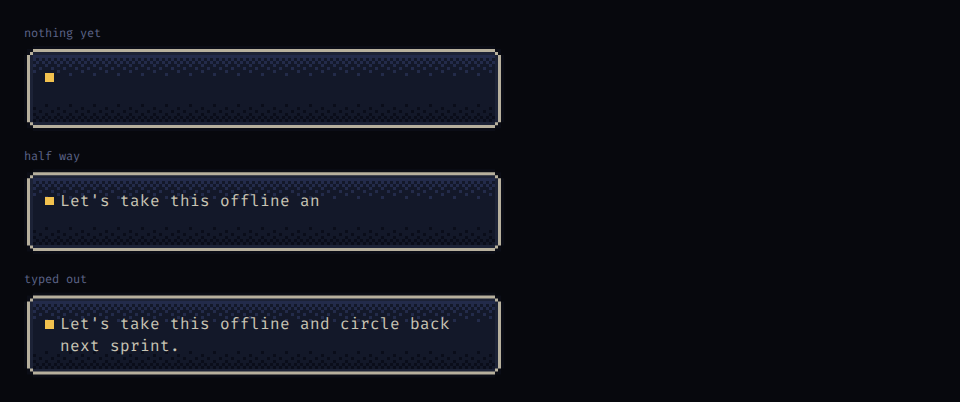 nothing yet
half way
Let's take this offline an
typed out
Let's take this offline and circle back
next sprint.